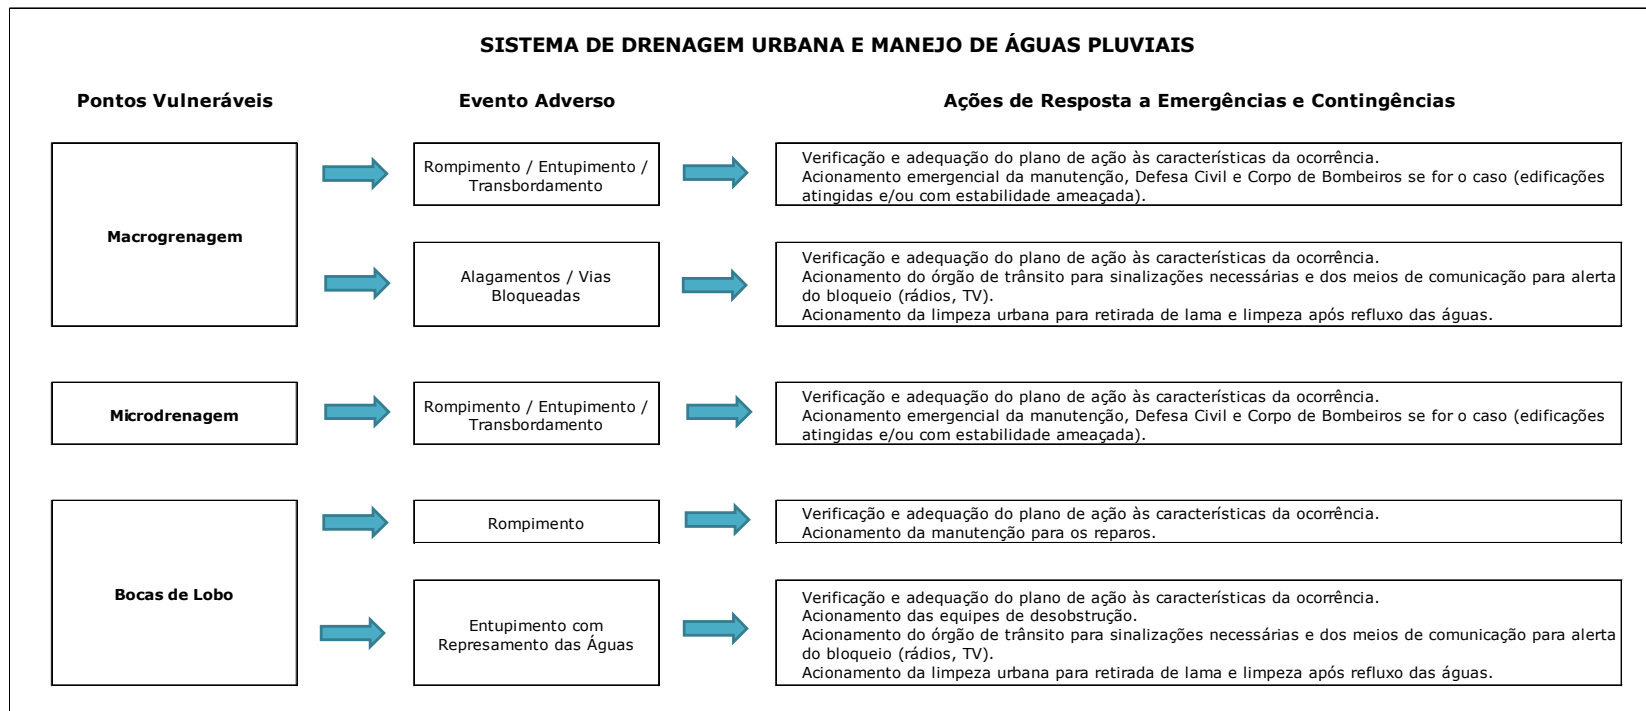 SISTEMA DE DRENAGEM URBANA E MANEJO DE ÁGUAS PLUVIAIS
Pontos Vulneráveis
Evento Adverso
Ações de Resposta a Emergências e Contingências
Macrogrenagem
Rompimento / Entupimento /
Transbordamento
Verificação e adequação do plano de ação às características da ocorrência.
Acionamento emergencial da manutenção, Defesa Civil e Corpo de Bombeiros se for o caso (edificações
atingidas e/ou com estabilidade ameaçada).
Alagamentos / Vias
Bloqueadas
Verificação e adequação do plano de ação às características da ocorrência.
Acionamento do órgão de trânsito para sinalizações necessárias e dos meios de comunicação para alerta
do bloqueio (rádios, TV).
Acionamento da limpeza urbana para retirada de lama e limpeza após refluxo das águas.
Microdrenagem
Rompimento / Entupimento /
Transbordamento
Verificação e adequação do plano de ação às características da ocorrência.
Acionamento emergencial da manutenção, Defesa Civil e Corpo de Bombeiros se for o caso (edificações
atingidas e/ou com estabilidade ameaçada).
Bocas de Lobo
Rompimento
Verificação e adequação do plano de ação às características da ocorrência.
Acionamento da manutenção para os reparos.
Entupimento com
Represamento das Águas
Verificação e adequação do plano de ação às características da ocorrência.
Acionamento das equipes de desobstrução.
Acionamento do órgão de trânsito para sinalizações necessárias e dos meios de comunicação para alerta
do bloqueio (rádios, TV).
Acionamento da limpeza urbana para retirada de lama e limpeza após refluxo das águas.